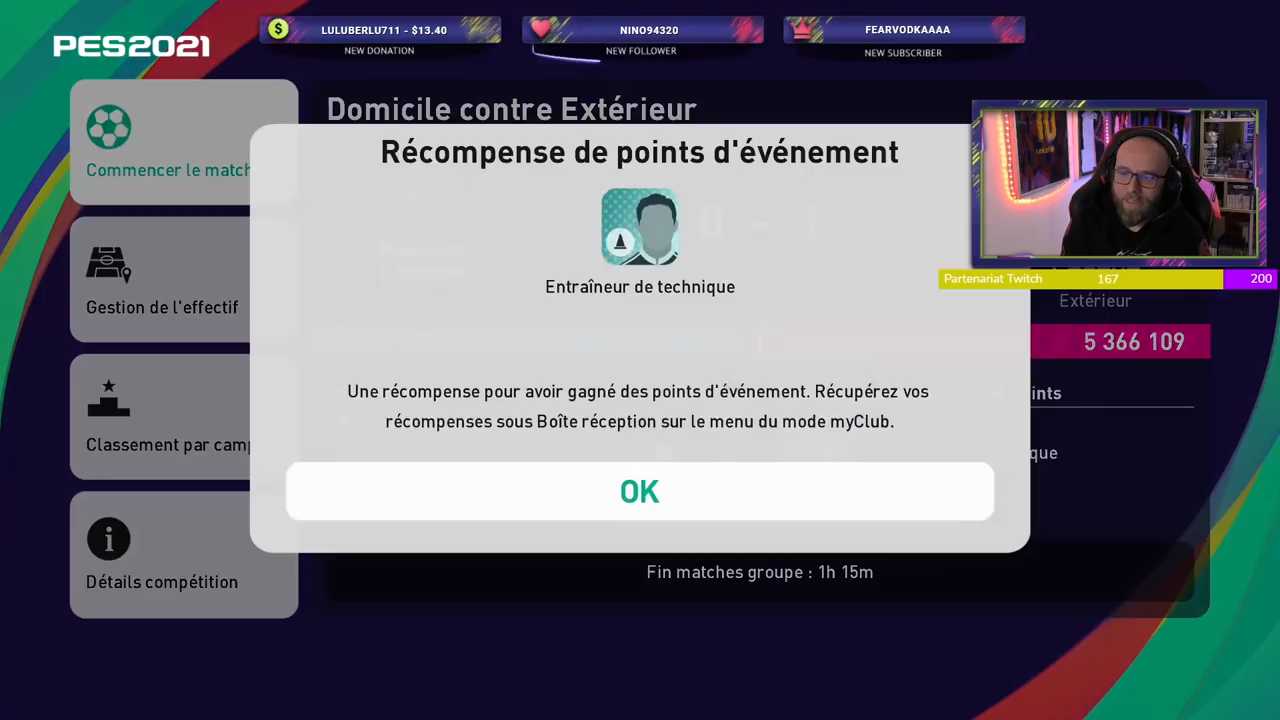 PES2021
LULUBERLU711 - $13.40
NEW DONATION
NINO94320
NEW FOLLOWER
FEARVODKAAAA
NEW SUBSCRIBER
Domicile contre Extérieur
Récompense de points d'événement
Commencer le match
Entraîneur de technique
Partenariat Twitch 167 200
Gestion de l'effectif
Extérieur
5 366 109
Une récompense pour avoir gagné des points d'événement. Récupérez vos
récompenses sous Boîte réception sur le menu du mode myClub.
Classement par camp
OK
Détails compétition
Fin matches groupe : 1h 15m